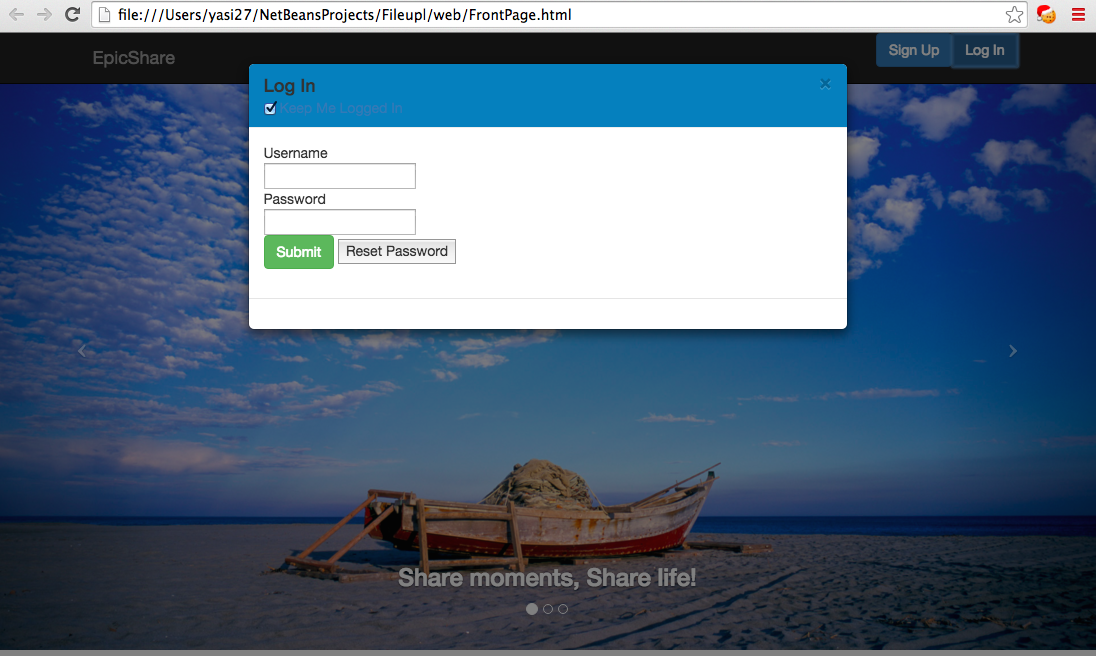 file:///Users/yasi27/NetBeansProjects/Fileupl/web/FrontPage.html
EpicShare
Sign Up
Log In
Log In
×
Keep Me Logged In
Username
Password
Submit
Reset Password
Share moments, Share life!